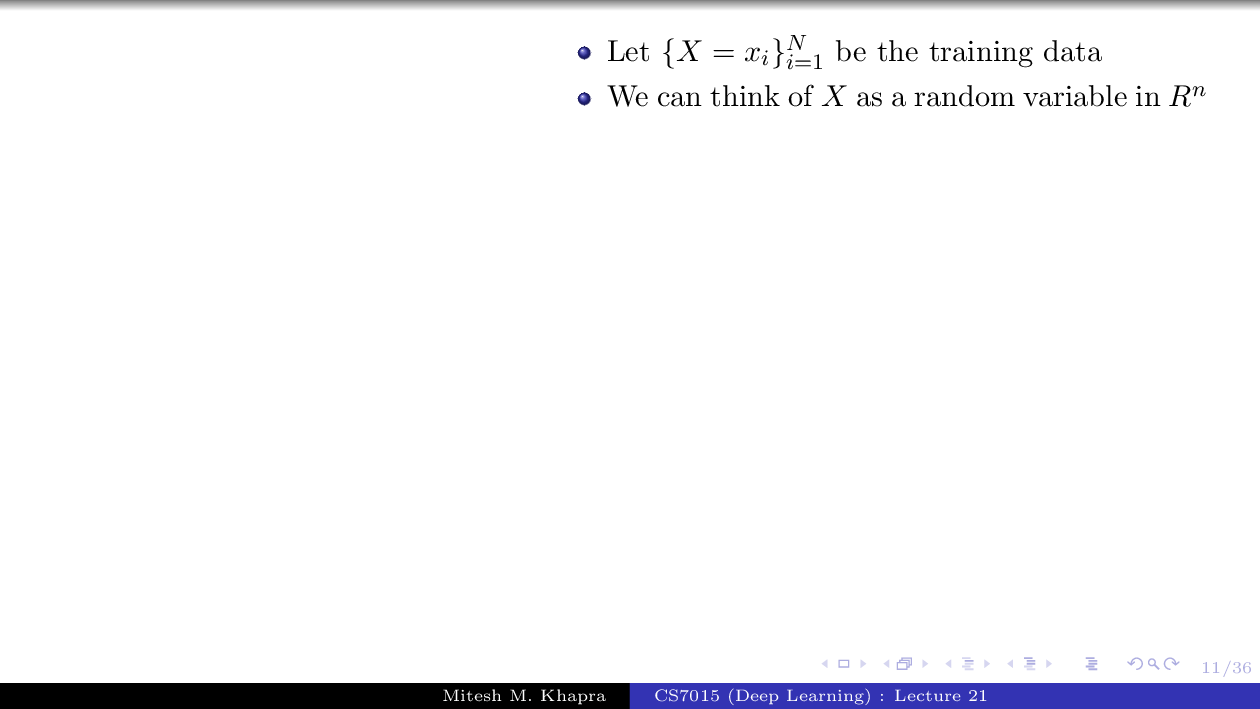 Let {X = x_i}_{i=1}^N be the training data
We can think of X as a random variable in R^n
11/36
Mitesh M. Khapra
CS7015 (Deep Learning) : Lecture 21